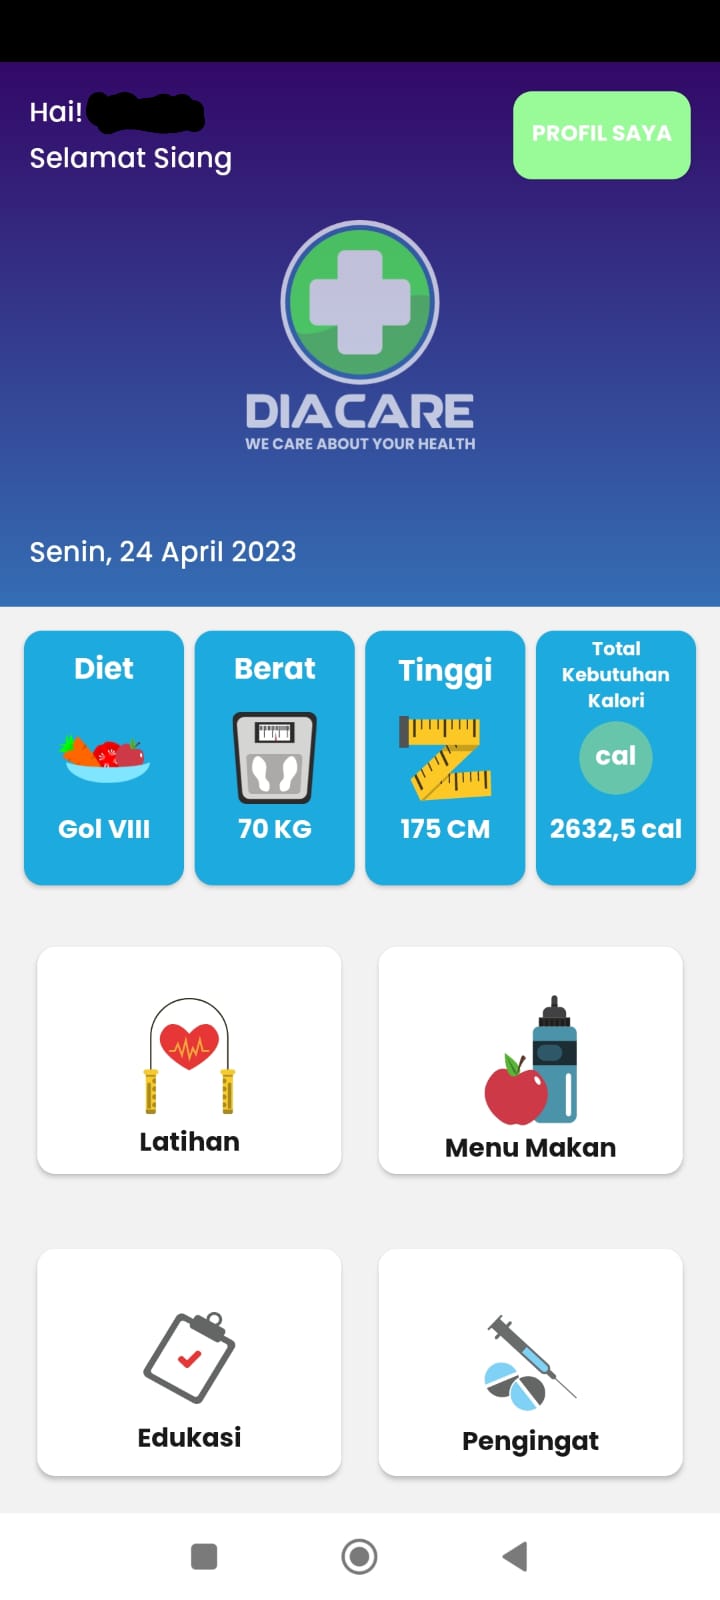 Hai!
Selamat Siang
PROFIL SAYA
DIACARE
WE CARE ABOUT YOUR HEALTH
Senin, 24 April 2023
Diet
Gol VIII
Berat
70 KG
Tinggi
175 CM
Total
Kebutuhan
Kalori
cal
2632,5 cal
Latihan
Menu Makan
Edukasi
Pengingat